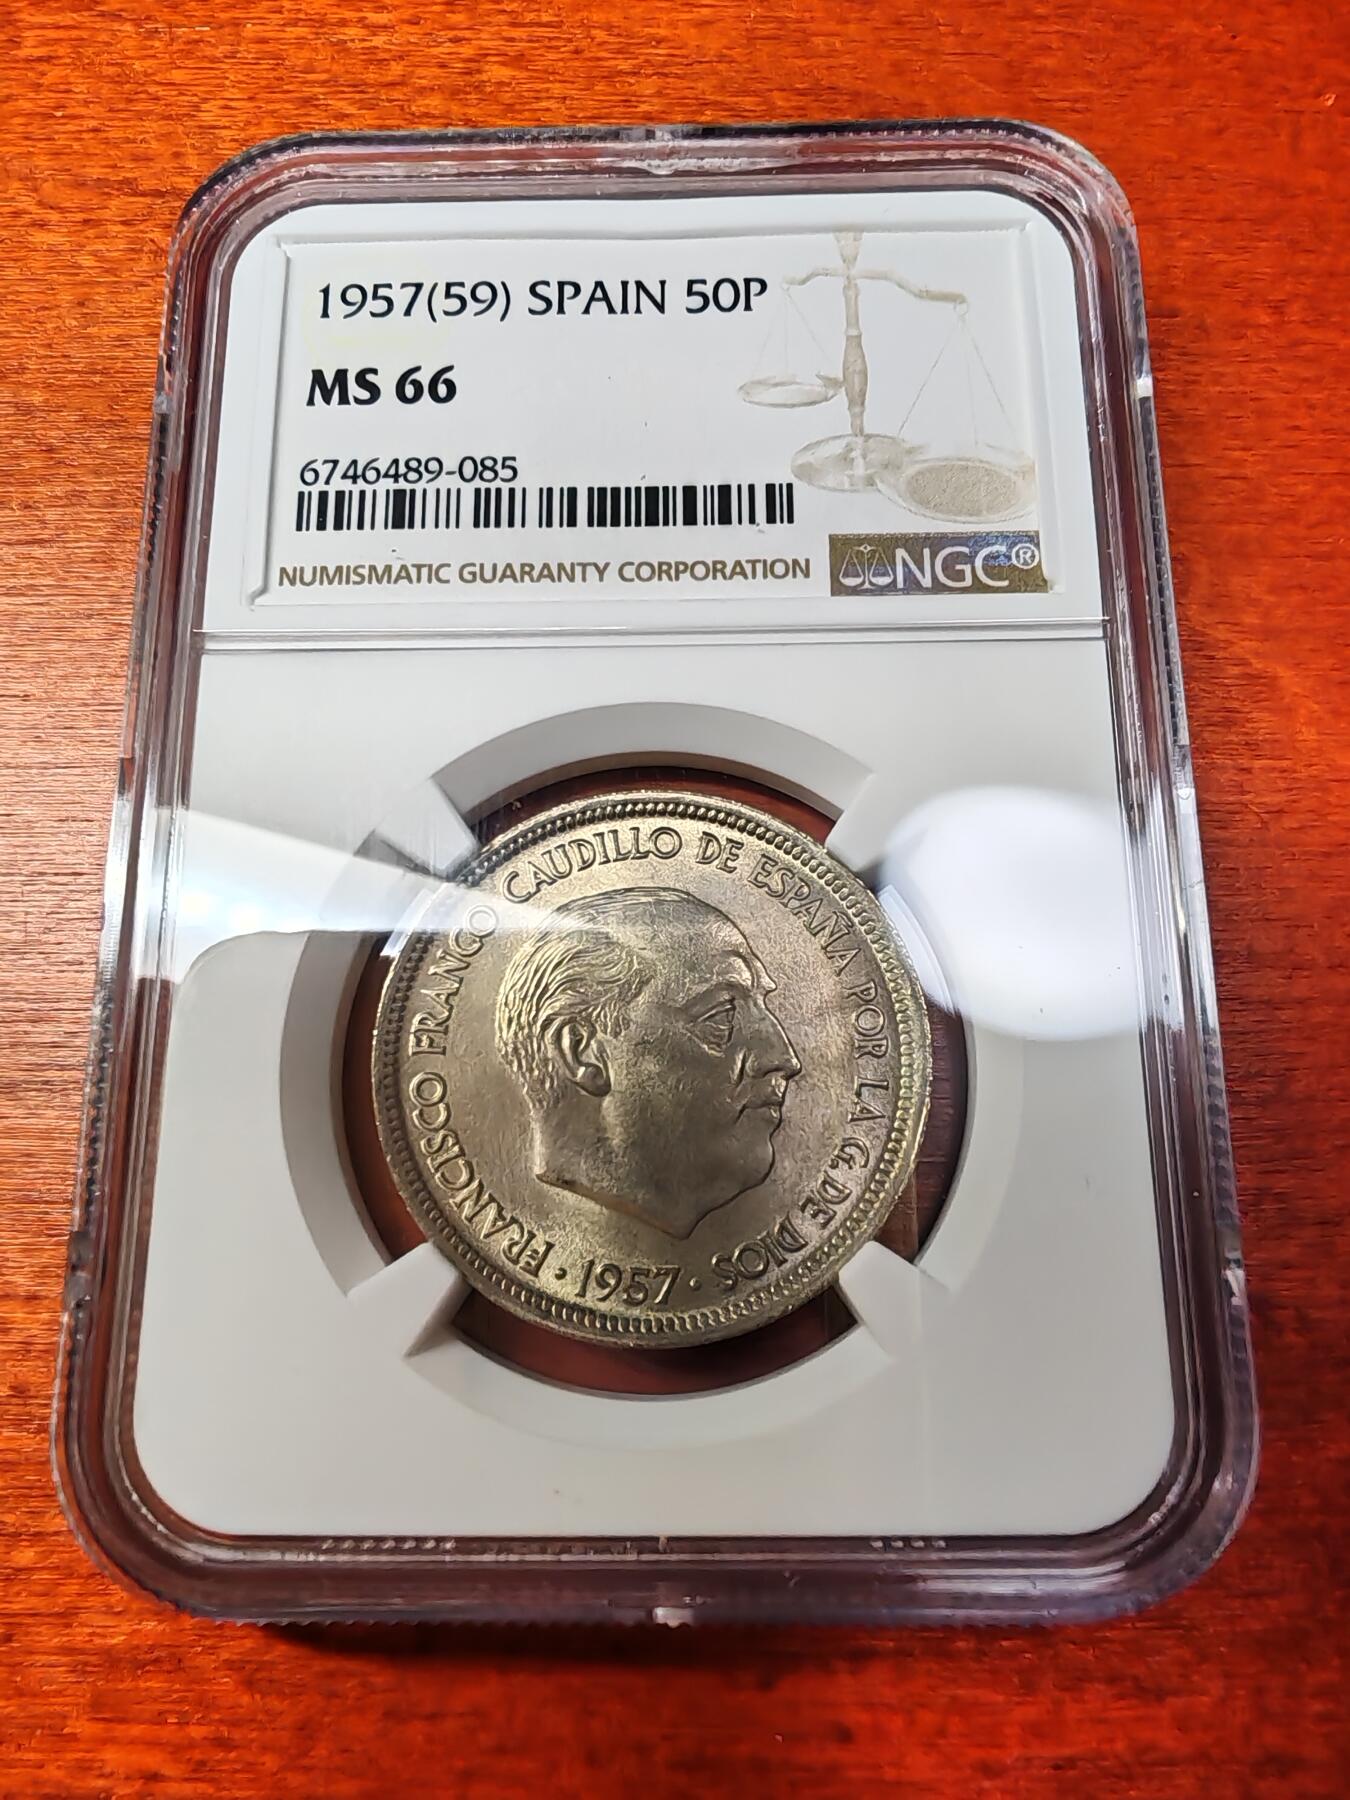 1957(59) SPAIN 50P
MS 66
6746489-085
NUMISMATIC GUARANTY CORPORATION
NGC®
FRANCISCO FRANCO CAUDILLO DE ESPAÑA POR LA G. DE DIOS
· 1957 ·